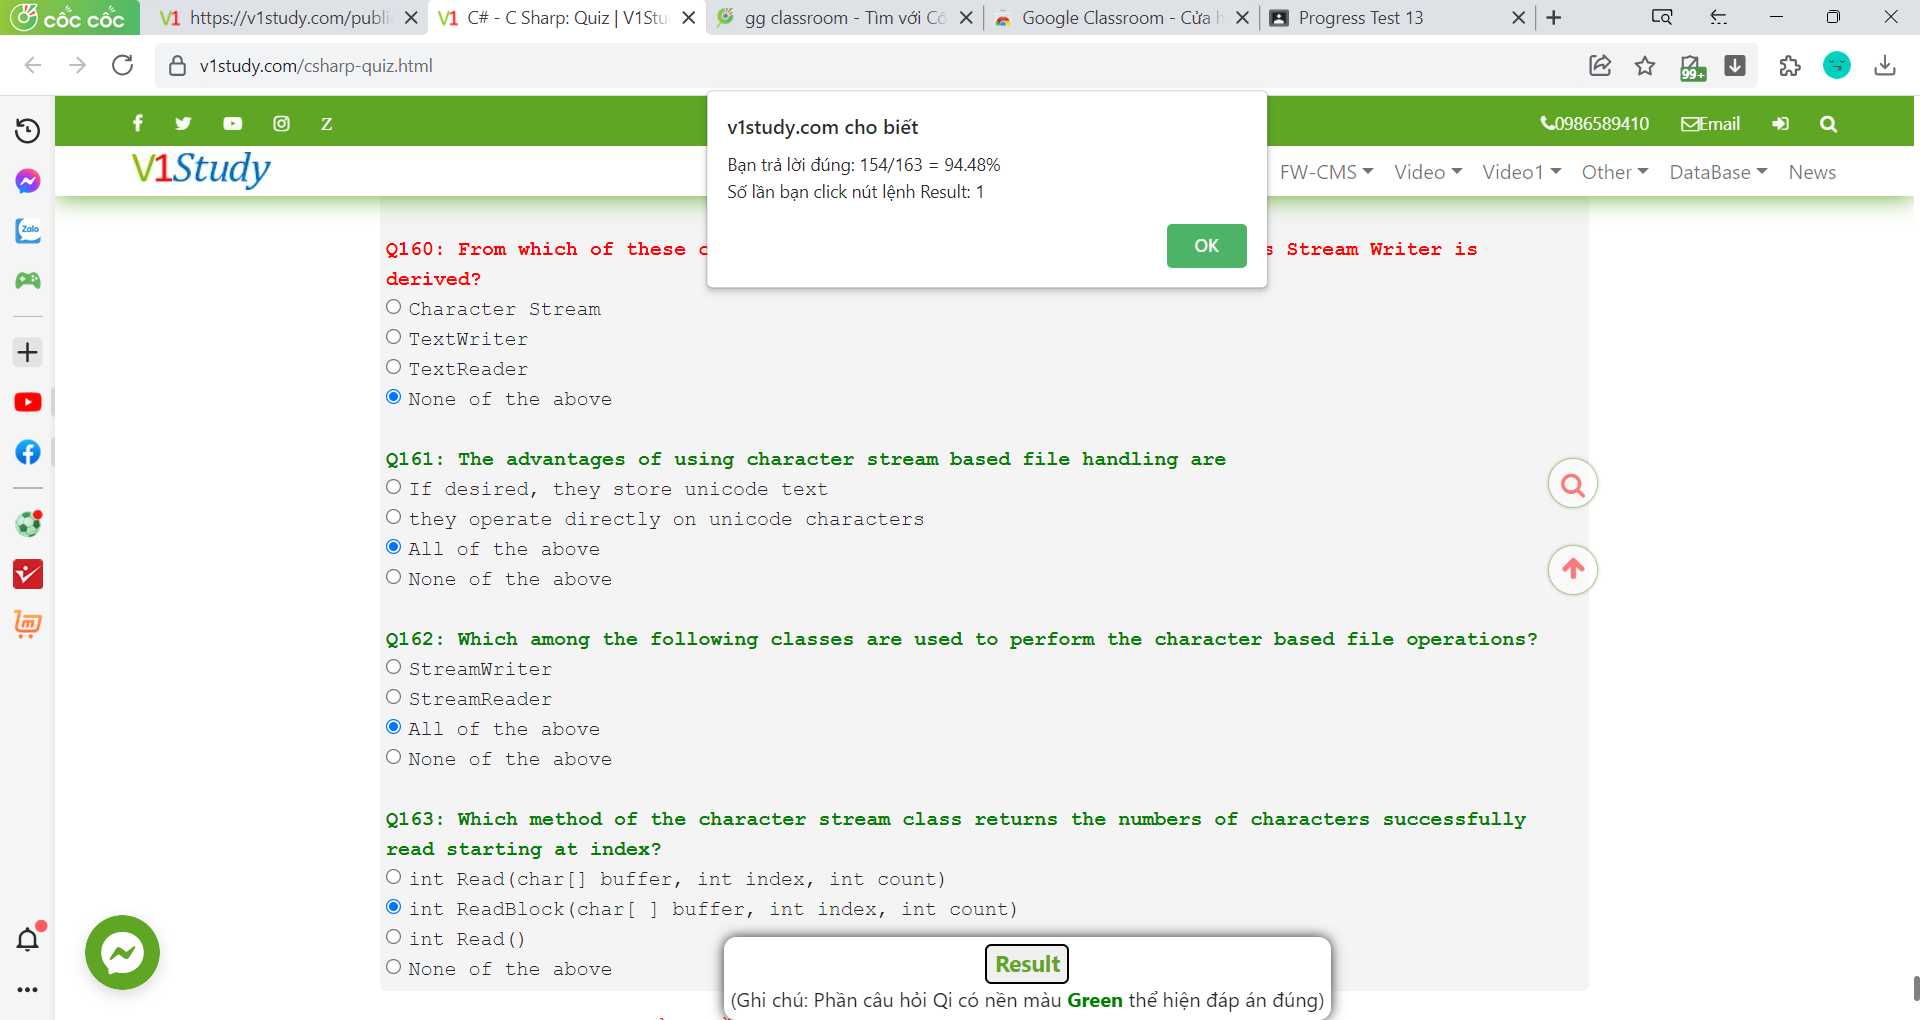 cốc cốc
V1 https://v1study.com/publi
V1 C# - C Sharp: Quiz | V1Stu
gg classroom - Tìm với Cố
Google Classroom - Cửa h
Progress Test 13
v1study.com/csharp-quiz.html
99+
Z
0986589410
Email
V1Study
FW-CMS
Video
Video1
Other
DataBase
News
Zalo
v1study.com cho biết
Bạn trả lời đúng: 154/163 = 94.48%
Số lần bạn click nút lệnh Result: 1
OK
Q160: From which of these c
s Stream Writer is
derived?
Character Stream
TextWriter
TextReader
None of the above
Q161: The advantages of using character stream based file handling are
If desired, they store unicode text
they operate directly on unicode characters
All of the above
None of the above
Q162: Which among the following classes are used to perform the character based file operations?
StreamWriter
StreamReader
All of the above
None of the above
Q163: Which method of the character stream class returns the numbers of characters successfully
read starting at index?
int Read(char[] buffer, int index, int count)
int ReadBlock(char[ ] buffer, int index, int count)
int Read()
None of the above
Result
(Ghi chú: Phần câu hỏi Qi có nền màu Green thể hiện đáp án đúng)